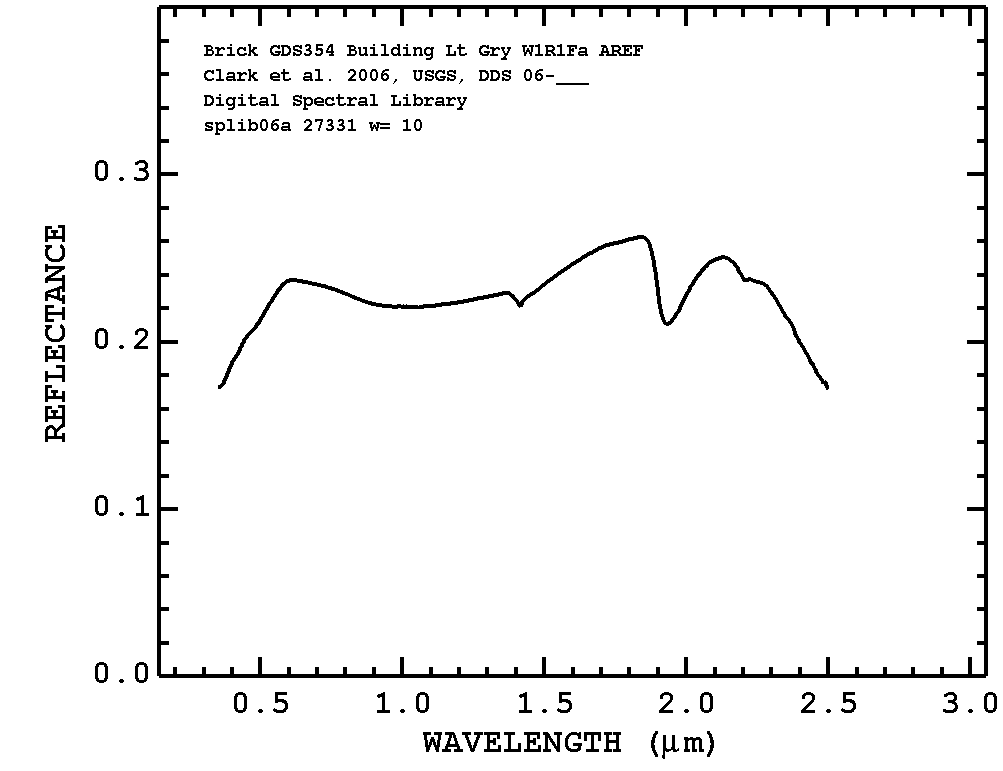 Brick GDS354 Building Lt Gry W1R1Fa AREF
Clark et al. 2006, USGS, DDS 06-___
Digital Spectral Library
splib06a 27331 w= 10
0.3
0.2
0.1
0.0
REFLECTANCE
0.5 1.0 1.5 2.0 2.5 3.0
WAVELENGTH (μm)